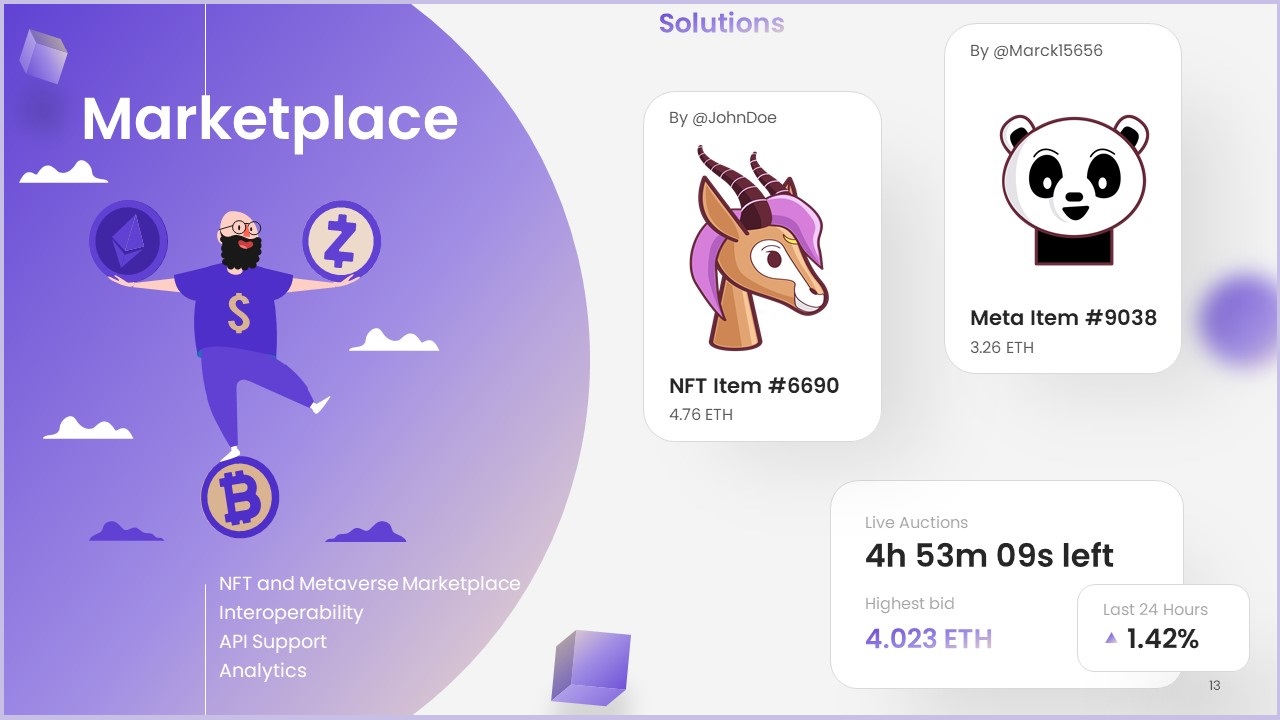 Solutions
Marketplace
$
NFT and Metaverse Marketplace
Interoperability
API Support
Analytics
By @JohnDoe
NFT Item #6690
4.76 ETH
By @Marck15656
Meta Item #9038
3.26 ETH
Live Auctions
4h 53m 09s left
Highest bid
4.023 ETH
Last 24 Hours
1.42%
13